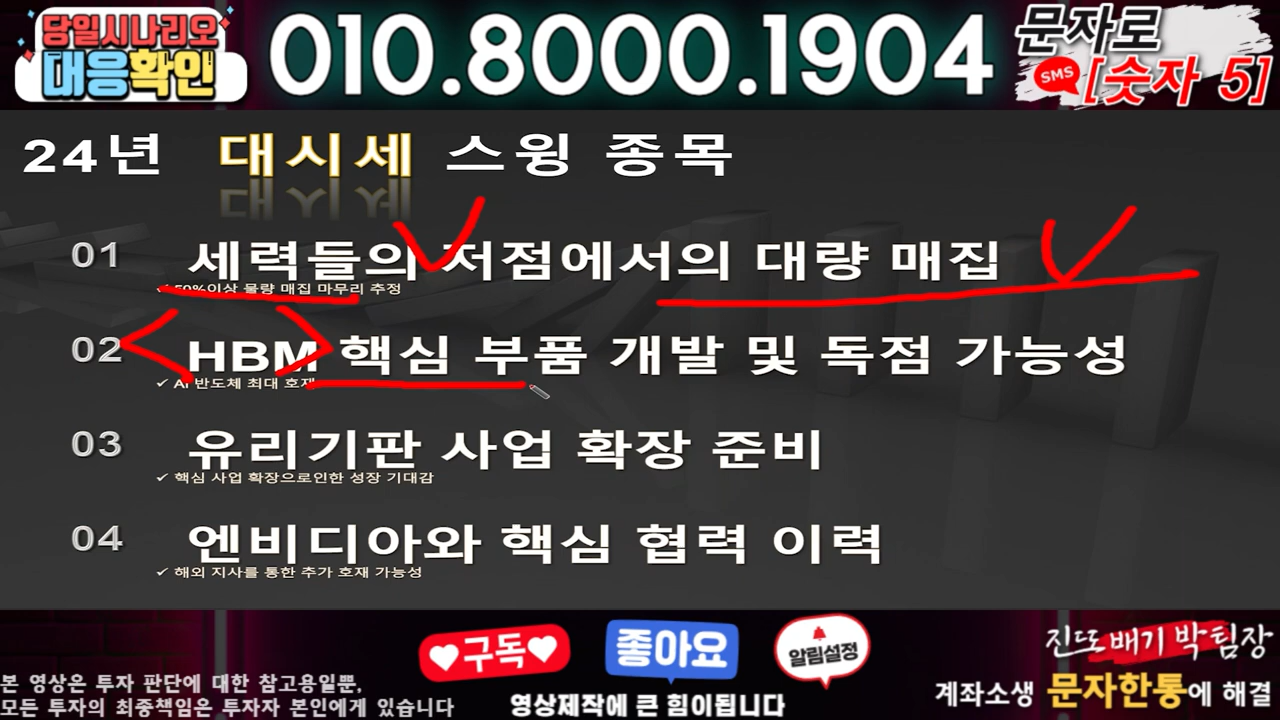 당일시나리오
대응확인
010.8000.1904
문자로
SMS
[숫자 5]
24년 대시세 스윙 종목
01 세력들의 저점에서의 대량 매집
✓ 50%이상 물량 매집 마무리 추정
02 HBM 핵심 부품 개발 및 독점 가능성
✓ AI 반도체 최대 호재
03 유리기판 사업 확장 준비
✓ 핵심 사업 확장으로인한 성장 기대감
04 엔비디아와 핵심 협력 이력
✓ 해외 지사를 통한 추가 호재 가능성
구독
좋아요
알림설정
영상제작에 큰 힘이됩니다
본 영상은 투자 판단에 대한 참고용일뿐,
모든 투자의 최종책임은 투자자 본인에게 있습니다
진또배기 박팀장
계좌소생 문자한통에 해결